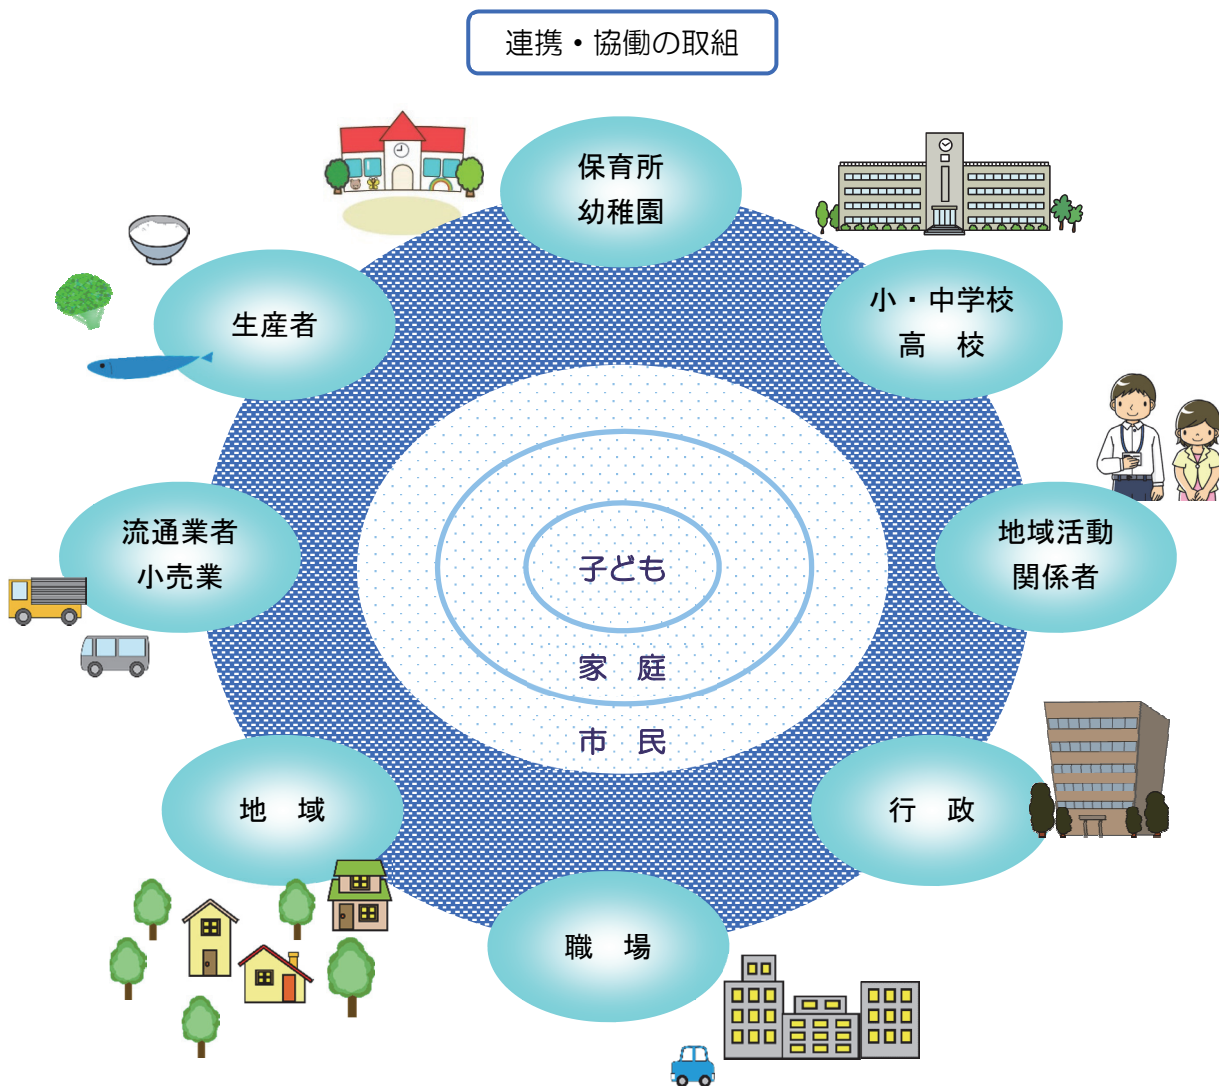 連携・協働の取組
保育所
幼稚園
小・中学校
高　校
地域活動
関係者
行　政
職　場
地　域
流通業者
小売業
生産者
子ども
家　庭
市　民